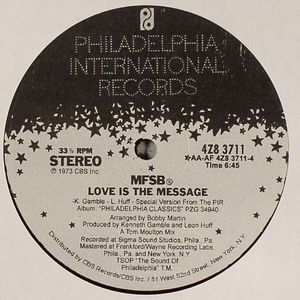 PHILADELPHIA
INTERNATIONAL
RECORDS
33⅓ RPM
STEREO
℗ 1973 CBS Inc.
4Z8 3711
AA-AF 4Z8 3711-4
Time 6:45
MFSB®
LOVE IS THE MESSAGE
-K. Gamble - L. Huff - Special Version From The PIR
Album: "PHILADELPHIA CLASSICS" PZG 34940
Arranged by Bobby Martin
Produced by Kenneth Gamble and Leon Huff
A Tom Moulton Mix
Recorded at Sigma Sound Studios, Phila., Pa.
Mastered at Frankford/Wayne Recording Labs.
Phila., Pa. and New York, N.Y.
TSOP "The Sound Of
Philadelphia" T.M.
Distributed by CBS Records/CBS Inc./51 West 52nd Street, New York, N.Y.